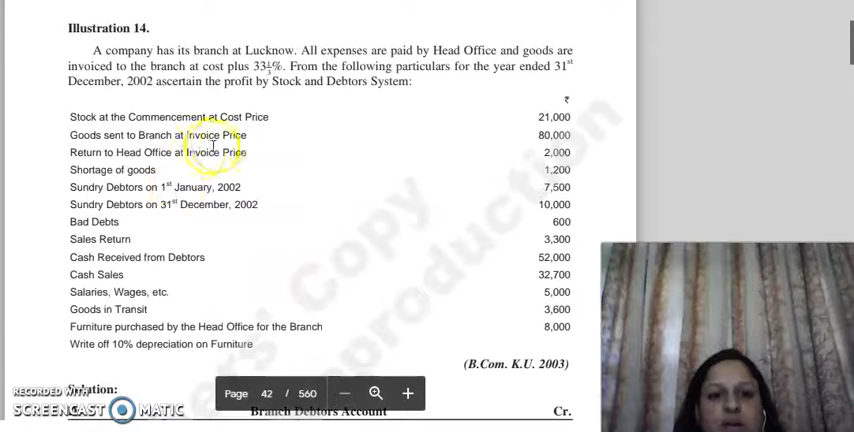 Illustration 14.
A company has its branch at Lucknow. All expenses are paid by Head Office and goods are
invoiced to the branch at cost plus 33⅓%. From the following particulars for the year ended 31st
December, 2002 ascertain the profit by Stock and Debtors System:
₹
Stock at the Commencement at Cost Price 21,000
Goods sent to Branch at Invoice Price 80,000
Return to Head Office at Invoice Price 2,000
Shortage of goods 1,200
Sundry Debtors on 1st January, 2002 7,500
Sundry Debtors on 31st December, 2002 10,000
Bad Debts 600
Sales Return 3,300
Cash Received from Debtors 52,000
Cash Sales 32,700
Salaries, Wages, etc. 5,000
Goods in Transit 3,600
Furniture purchased by the Head Office for the Branch 8,000
Write off 10% depreciation on Furniture
(B.Com. K.U. 2003)
Solution:
Page 42 / 560
Branch Debtors Account Cr.
RECORDED WITH
SCREENCAST MATIC
Copy